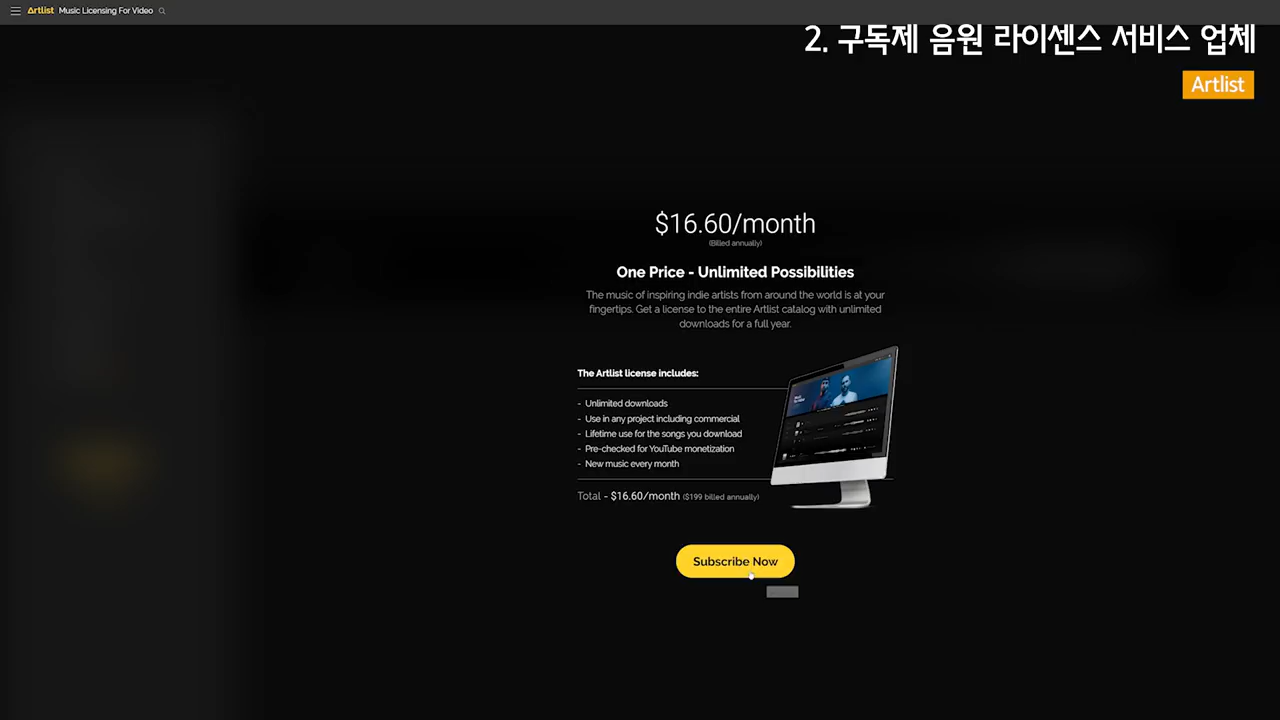 Artlist Music Licensing For Video
2. 구독제 음원 라이센스 서비스 업체
Artlist
$16.60/month
(Billed annually)
One Price - Unlimited Possibilities
The music of inspiring indie artists from around the world is at your
fingertips. Get a license to the entire Artlist catalog with unlimited
downloads for a full year.
The Artlist license includes:
- Unlimited downloads
- Use in any project including commercial
- Lifetime use for the songs you download
- Pre-checked for YouTube monetization
- New music every month
Total - $16.60/month ($199 billed annually)
Subscribe Now